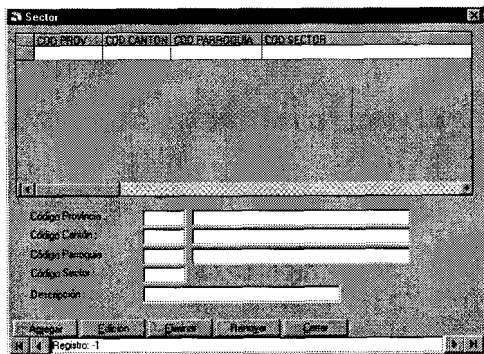 Sector
COD PROV COD CANTON COD PARROQUIA COD SECTOR
Código Provincia :
Código Cantón :
Código Parroquia
Código Sector
Descripción
Agregar Edición Eliminar Renovar Cerrar
Registro: -1